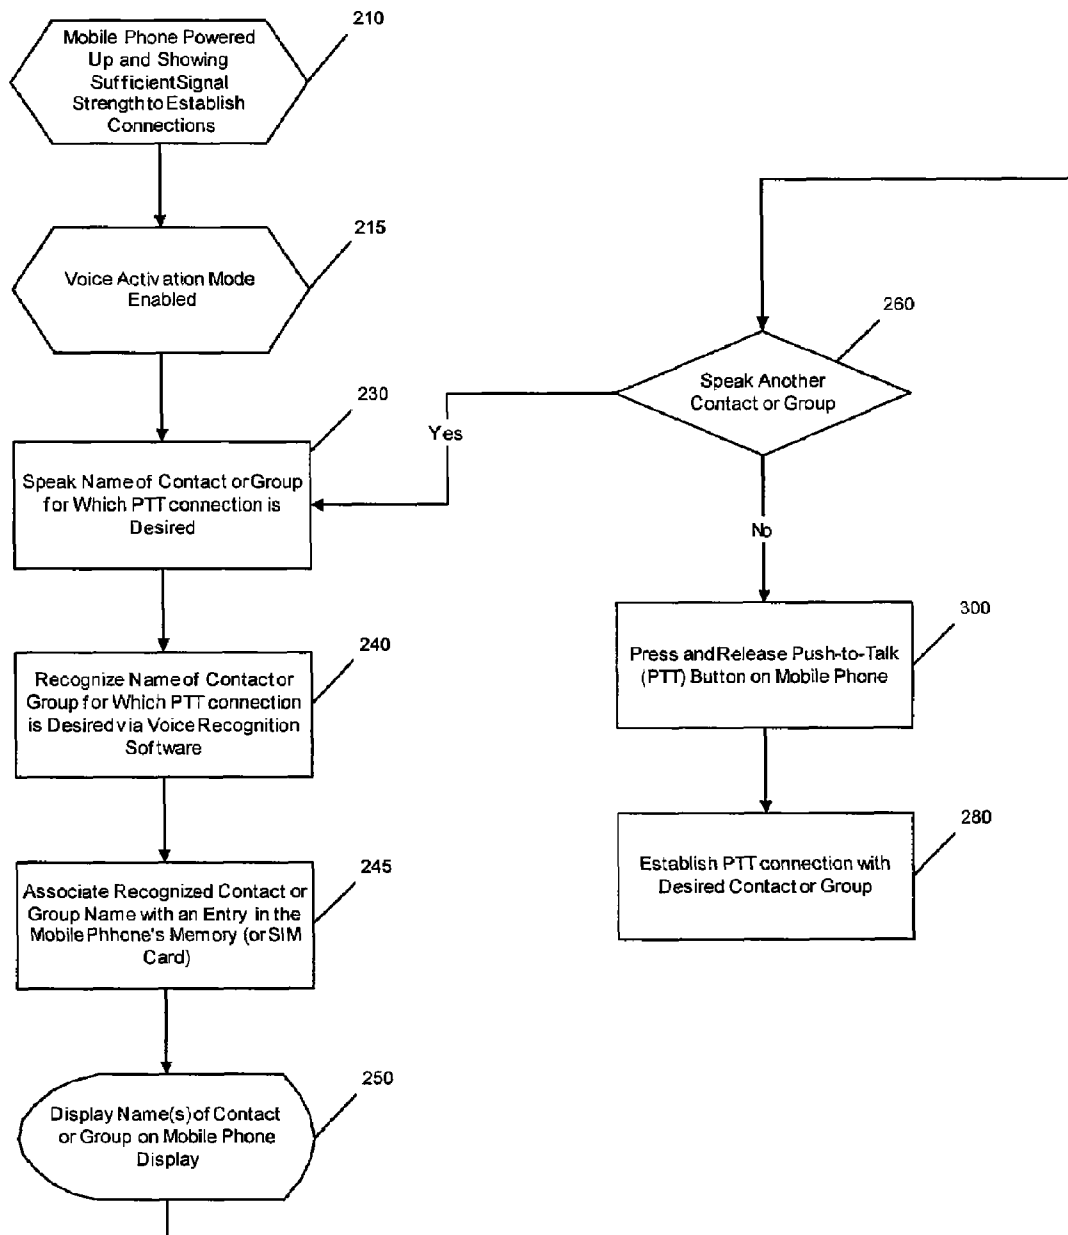 210
Mobile Phone Powered
Up and Showing
Sufficient Signal
Strength to Establish
Connections
215
Voice Activation Mode
Enabled
230
Speak Name of Contact or Group
for Which PTT connection is
Desired
240
Recognize Name of Contact or
Group for Which PTT connection
is Desired via Voice Recognition
Software
245
Associate Recognized Contact or
Group Name with an Entry in the
Mobile Phhone's Memory (or SIM
Card)
250
Display Name(s) of Contact
or Group on Mobile Phone
Display
260
Speak Another
Contact or Group
Yes
No
300
Press and Release Push-to-Talk
(PTT) Button on Mobile Phone
280
Establish PTT connection with
Desired Contact or Group